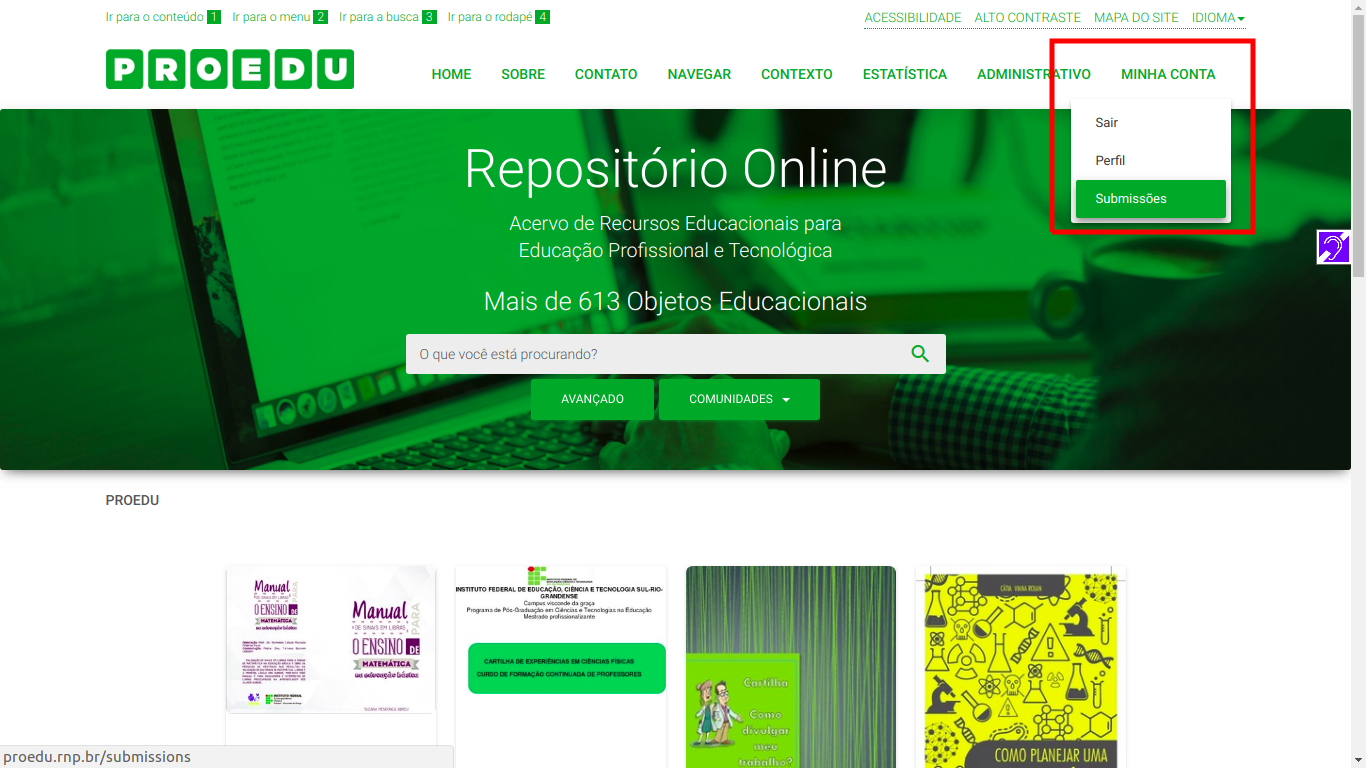 Ir para o conteúdo 1 Ir para o menu 2 Ir para a busca 3 Ir para o rodapé 4
ACESSIBILIDADE ALTO CONTRASTE MAPA DO SITE IDIOMA
PROEDU
HOME SOBRE CONTATO NAVEGAR CONTEXTO ESTATÍSTICA ADMINISTRATIVO MINHA CONTA
Sair
Perfil
Submissões
Repositório Online
Acervo de Recursos Educacionais para
Educação Profissional e Tecnológica
Mais de 613 Objetos Educacionais
O que você está procurando?
AVANÇADO COMUNIDADES
PROEDU
Manual
PARA
DE SINAIS EM LIBRAS
O ENSINO DE
MATEMÁTICA
na educação básica
Manual
PARA
DE SINAIS EM LIBRAS
O ENSINO DE
MATEMÁTICA
na educação básica
INSTITUTO FEDERAL DE EDUCAÇÃO, CIÊNCIA E TECNOLOGIA SUL-RIO-
GRANDENSE
Campus visconde da graça
Programa de Pós-Graduação em Ciências e Tecnologias na Educação
Mestrado profissionalizante
CARTILHA DE EXPERIÊNCIAS EM CIÊNCIAS FÍSICAS
CURSO DE FORMAÇÃO CONTINUADA DE PROFESSORES
Cartilha
Como
divulgar
meu
trabalho?
COMO PLANEJAR UMA
proedu.rnp.br/submissions